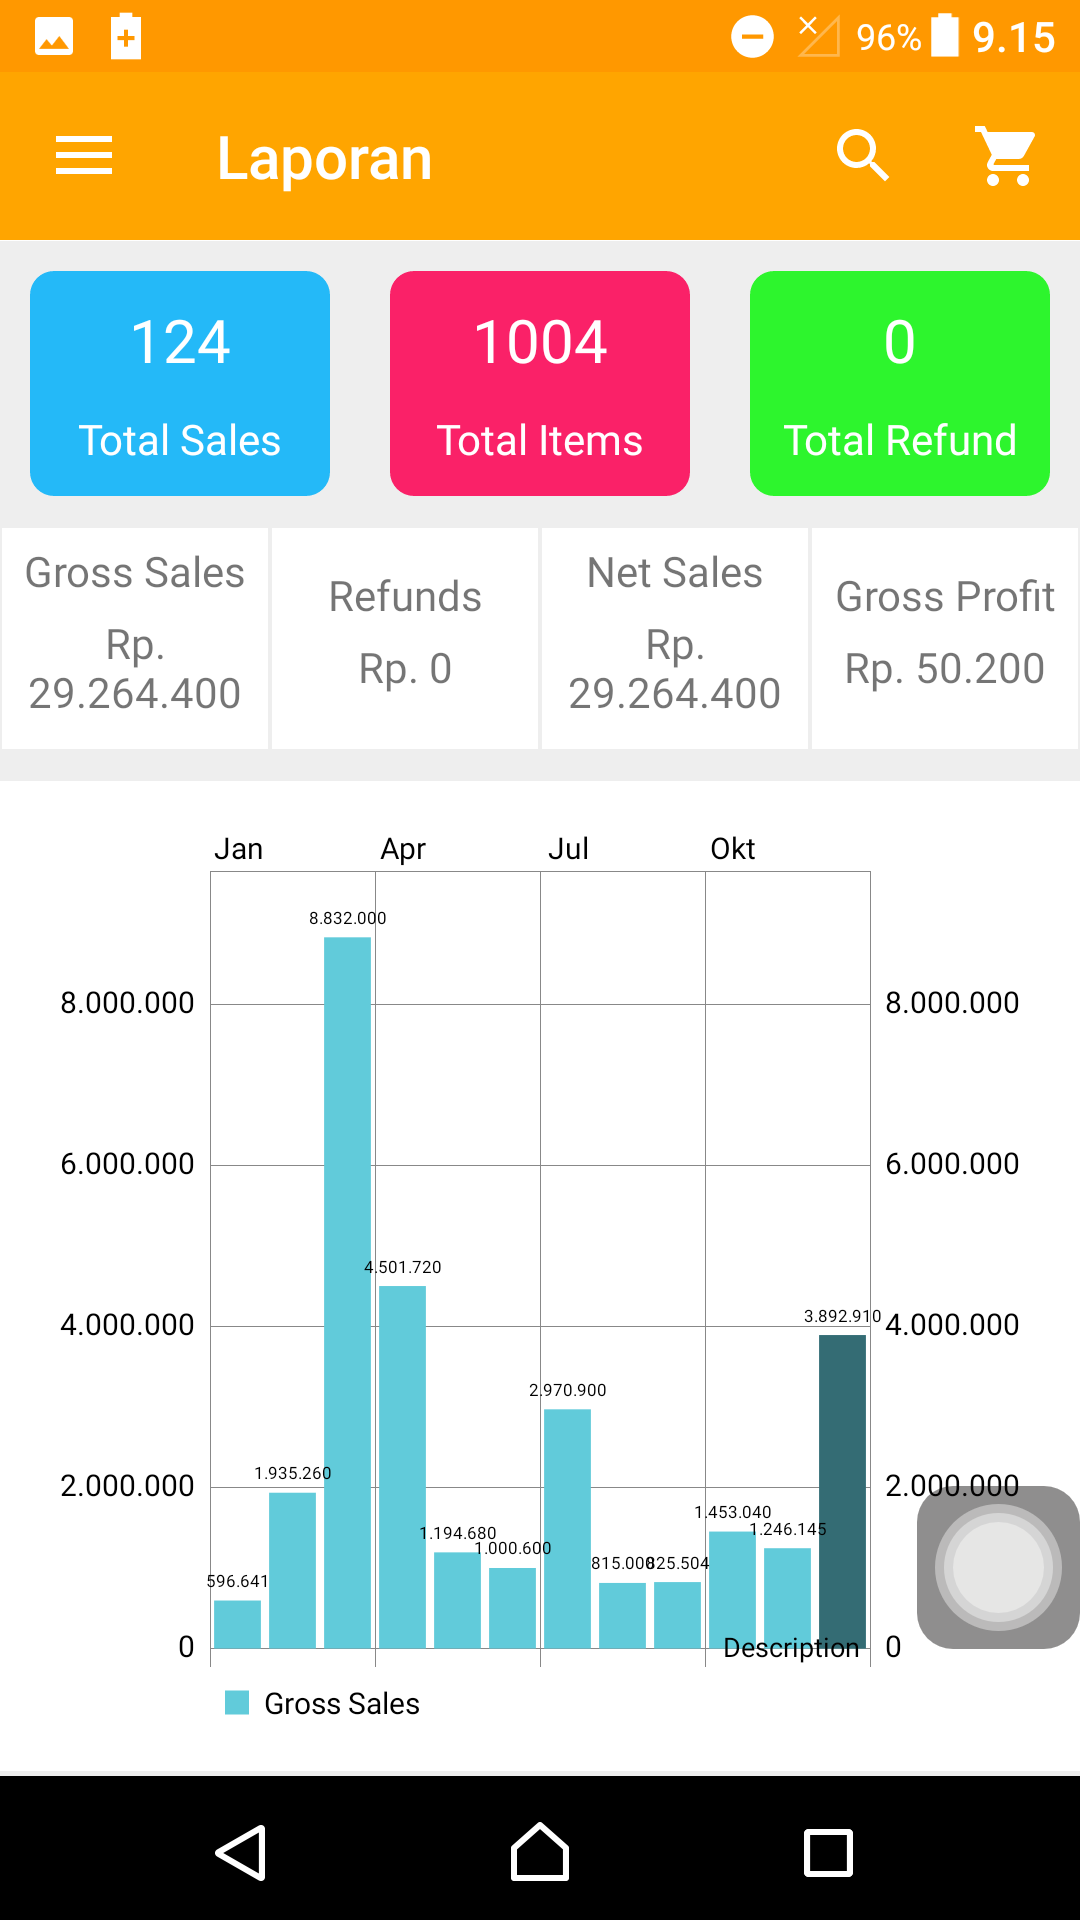 96% 9.15
Laporan
124
Total Sales
1004
Total Items
0
Total Refund
Gross Sales
Rp.
29.264.400
Refunds
Rp. 0
Net Sales
Rp.
29.264.400
Gross Profit
Rp. 50.200
Jan Apr Jul Okt
8.832.000
8.000.000 8.000.000
6.000.000 6.000.000
4.501.720
3.892.910
4.000.000 4.000.000
2.970.900
1.935.260
2.000.000 2.000.000
1.453.040
1.246.145
1.194.680
1.000.600
815.000
825.504
596.641
0 Description 0
Gross Sales